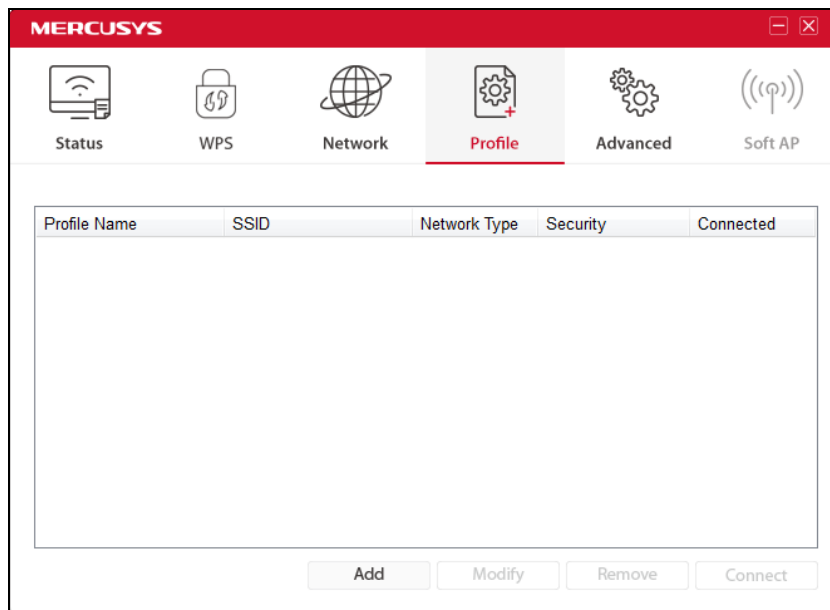 MERCUSYS
Status WPS Network Profile Advanced Soft AP
Profile Name SSID Network Type Security Connected
Add Modify Remove Connect